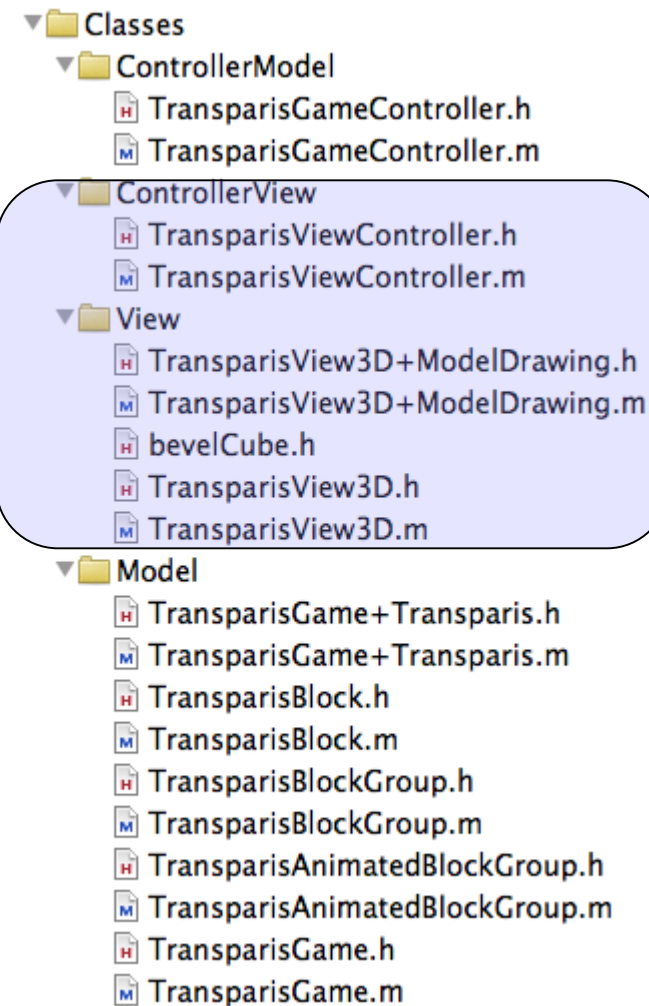 Classes
ControllerModel
h TransparisGameController.h
M TransparisGameController.m
ControllerView
h TransparisViewController.h
M TransparisViewController.m
View
h TransparisView3D+ModelDrawing.h
M TransparisView3D+ModelDrawing.m
h bevelCube.h
h TransparisView3D.h
M TransparisView3D.m
Model
h TransparisGame+Transparis.h
M TransparisGame+Transparis.m
h TransparisBlock.h
M TransparisBlock.m
h TransparisBlockGroup.h
M TransparisBlockGroup.m
h TransparisAnimatedBlockGroup.h
M TransparisAnimatedBlockGroup.m
h TransparisGame.h
M TransparisGame.m